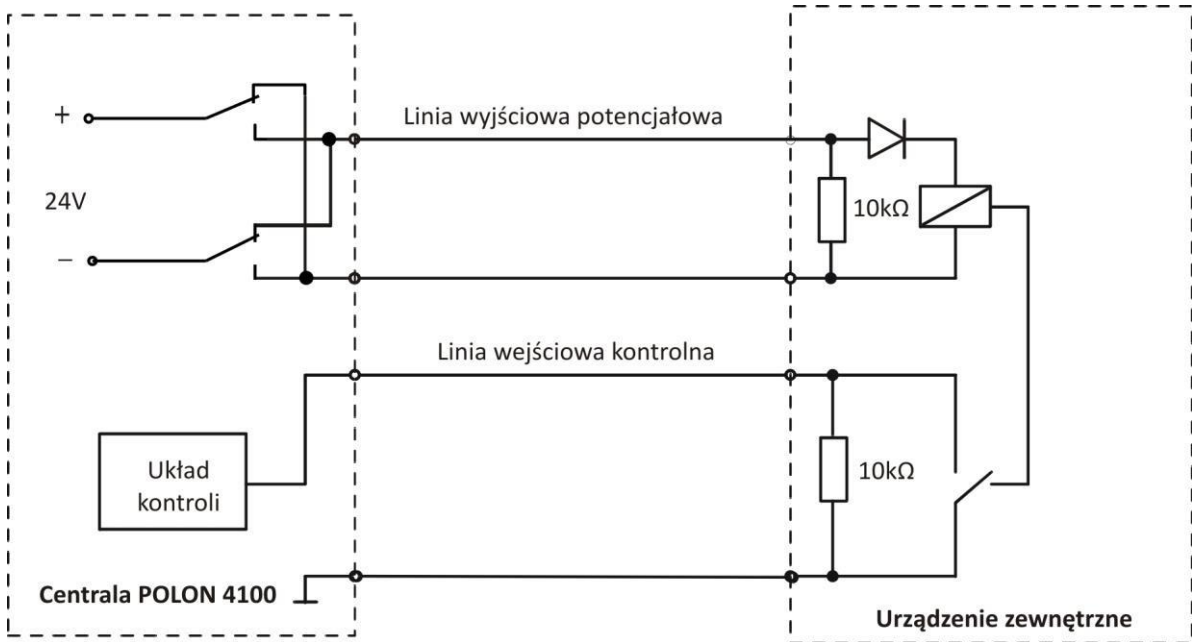 +
Linia wyjściowa potencjałowa
24V
10kΩ
−
Linia wejściowa kontrolna
Układ
kontroli
10kΩ
Centrala POLON 4100
Urządzenie zewnętrzne